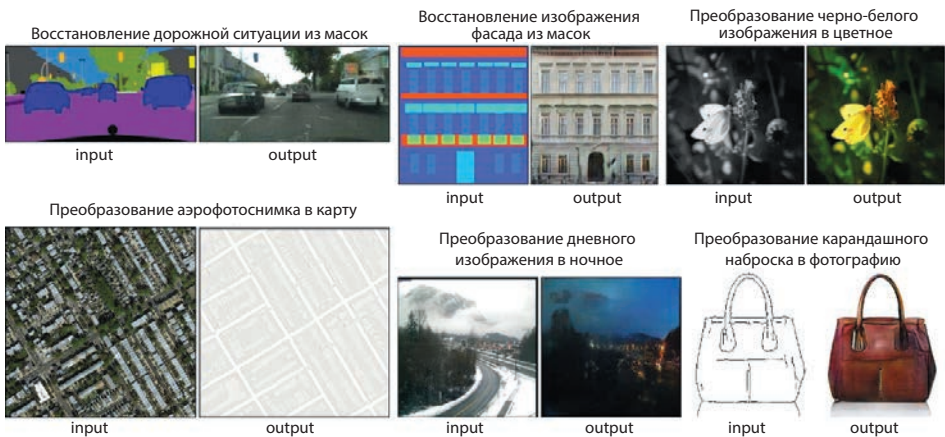 Восстановление дорожной ситуации из масок
input
output
Восстановление изображения
фасада из масок
input
output
Преобразование черно-белого
изображения в цветное
input
output
Преобразование аэрофотоснимка в карту
input
output
Преобразование дневного
изображения в ночное
input
output
Преобразование карандашного
наброска в фотографию
input
output